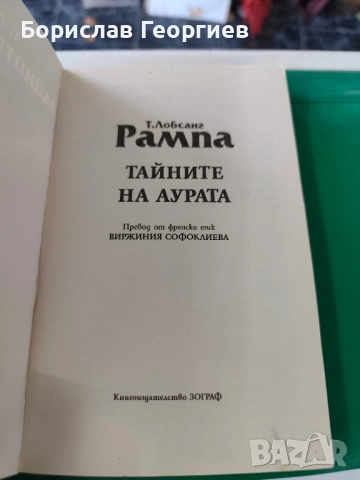 Борислав Георгиев
Т. Лобсанг
Рампа
ТАЙНИТЕ
НА АУРАТА
Превод от френски език
ВИРЖИНИЯ СОФОКЛИЕВА
Книгоиздателство ЗОГРАФ
BAZAR